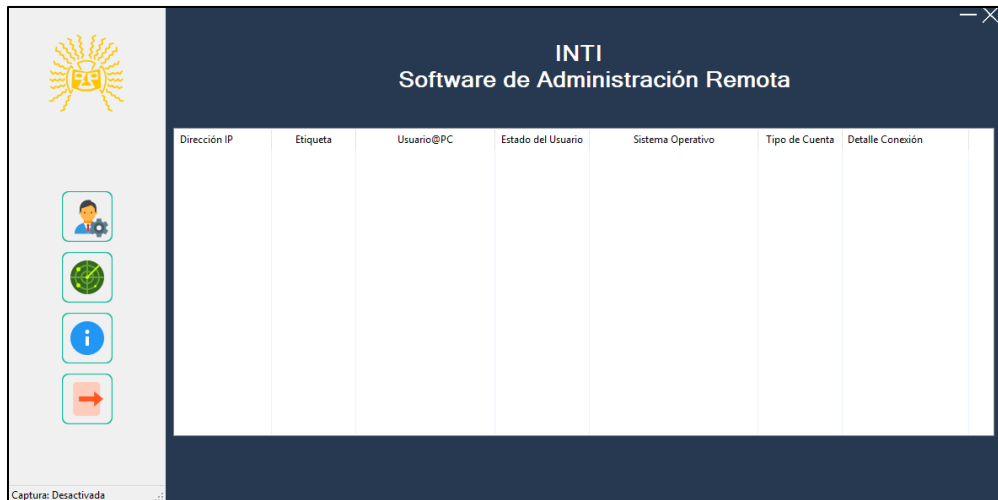 INTI
Software de Administración Remota
Dirección IP Etiqueta Usuario@PC Estado del Usuario Sistema Operativo Tipo de Cuenta Detalle Conexión
Captura: Desactivada